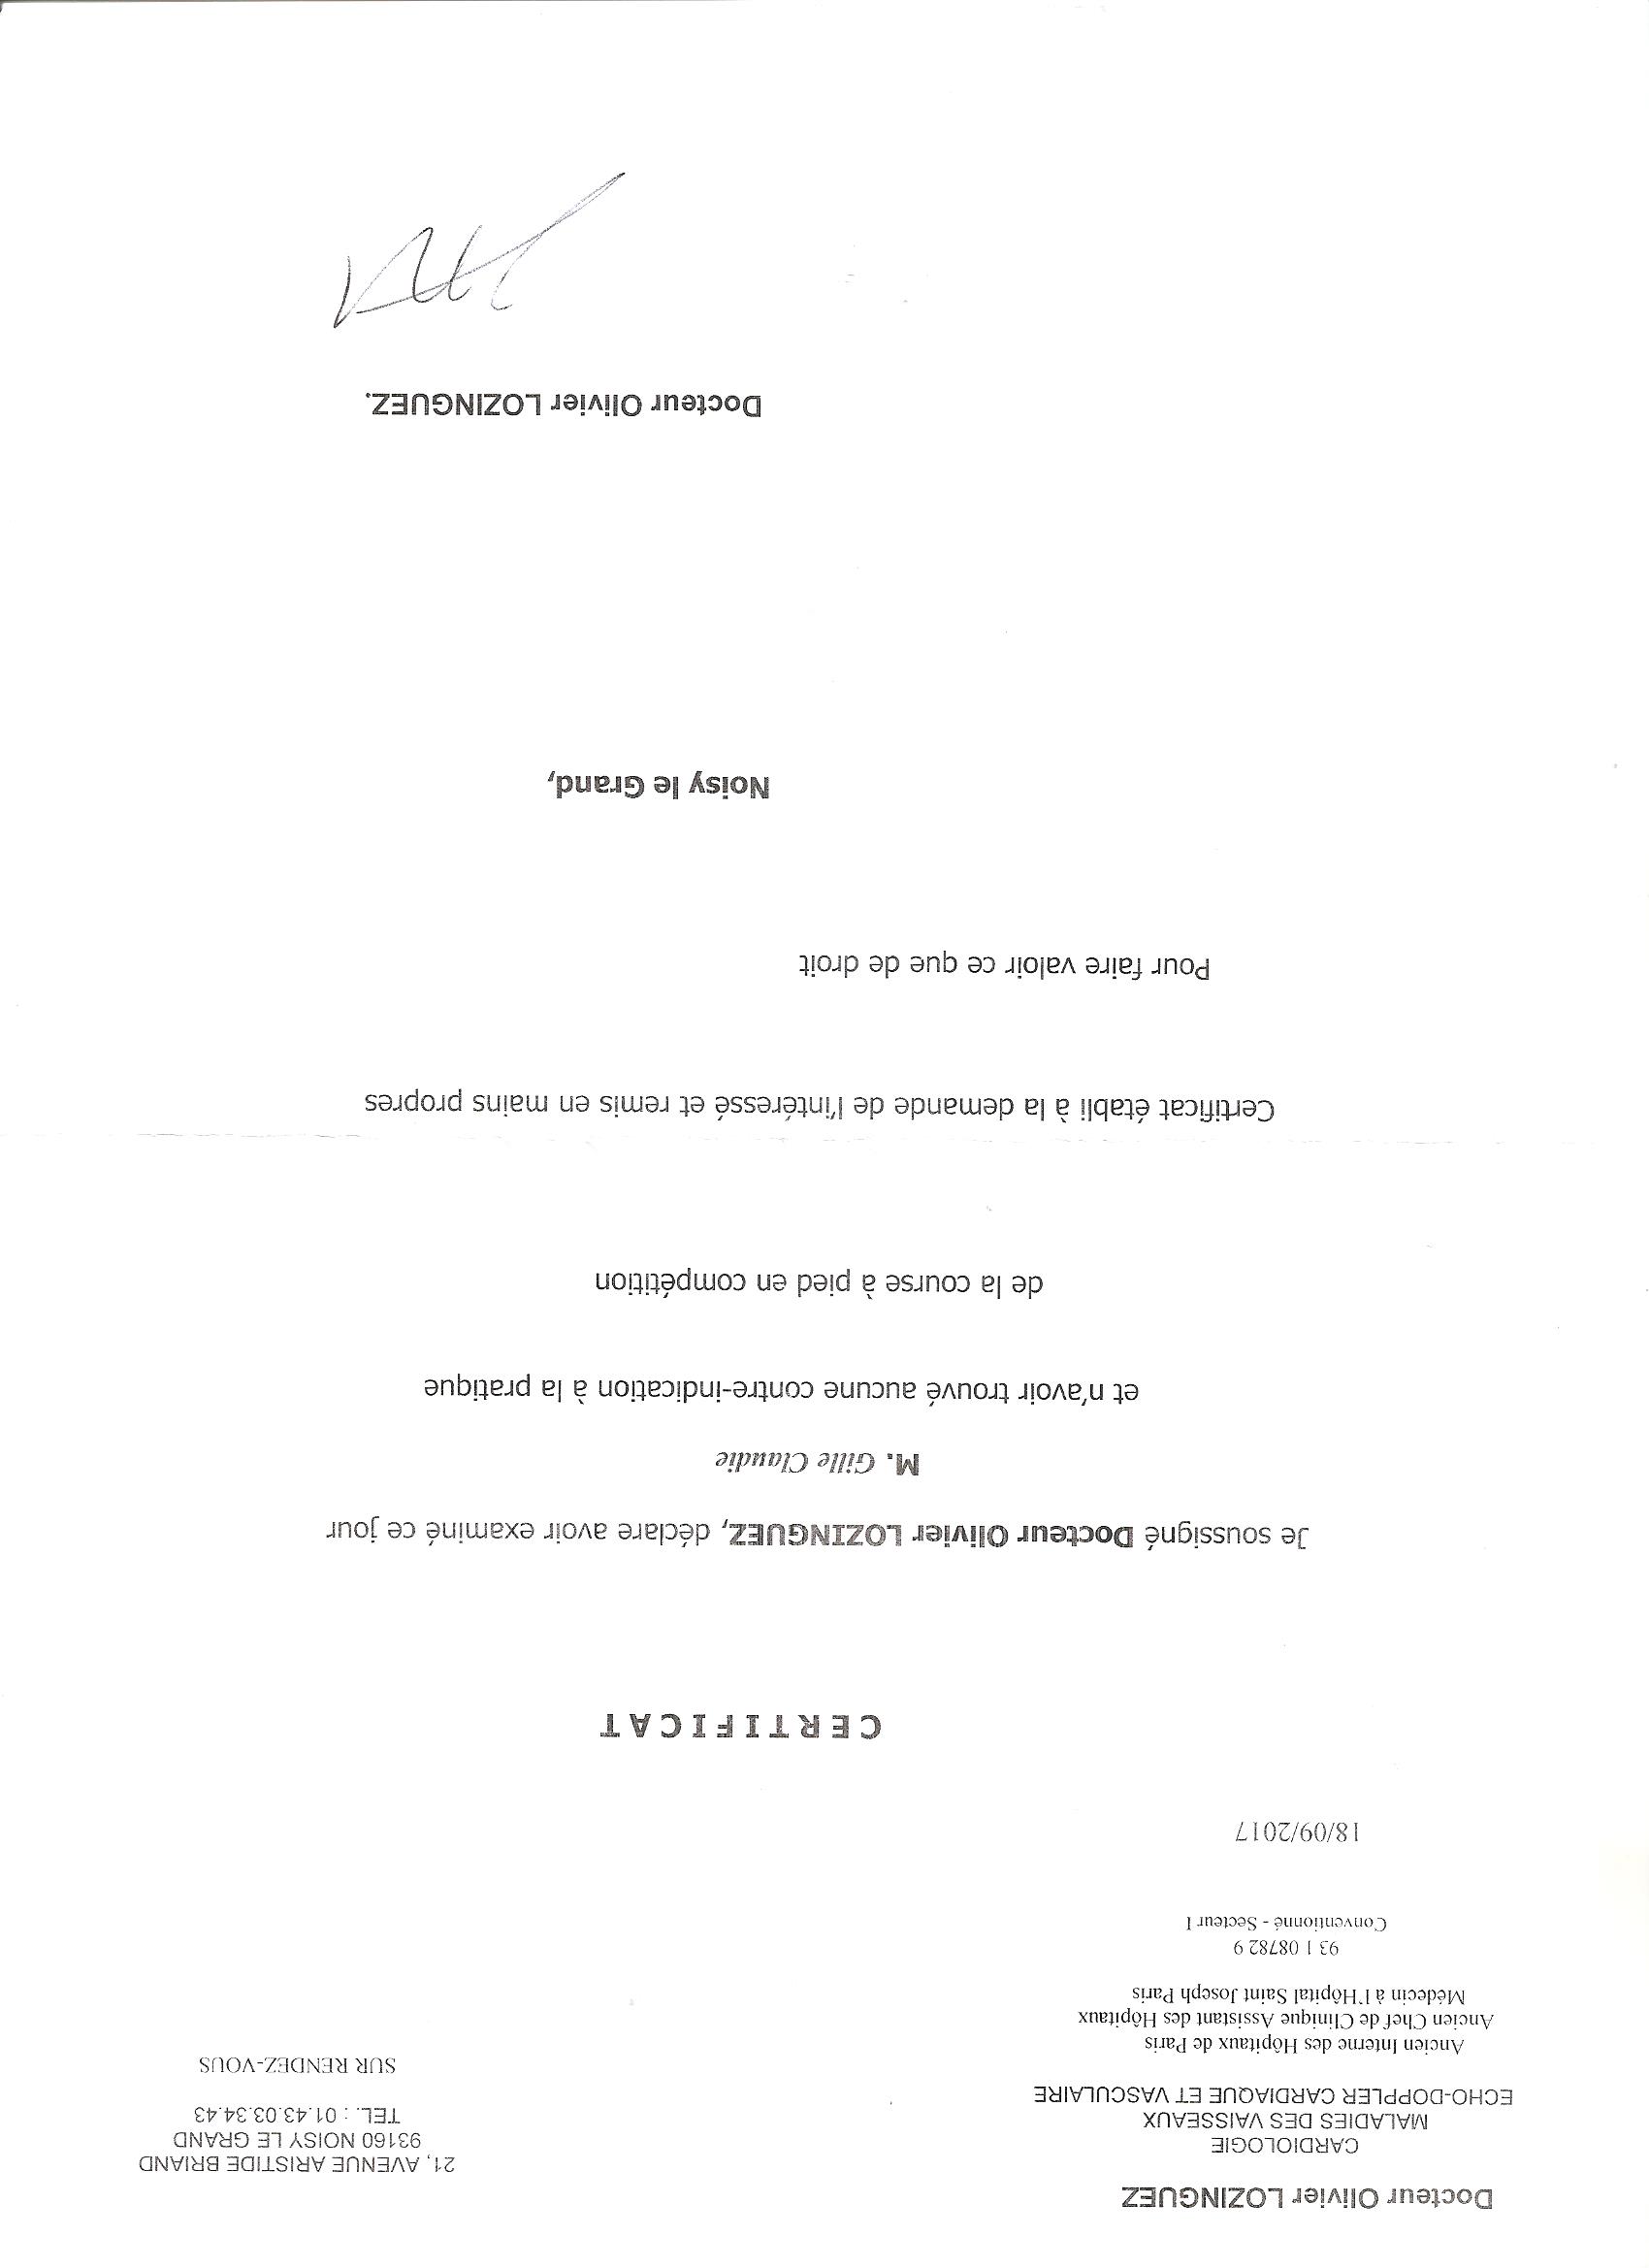 Docteur Olivier LOZINGUEZ
CARDIOLOGIE
MALADIES DES VAISSEAUX
ECHO-DOPPLER CARDIAQUE ET VASCULAIRE
Ancien Interne des Hôpitaux de Paris
Ancien Chef de Clinique Assistant des Hôpitaux
Médecin à l'Hôpital Saint Joseph Paris
93 1 08782 9
Conventionné - Secteur I
21, AVENUE ARISTIDE BRIAND
93160 NOISY LE GRAND
TEL. : 01.43.03.34.43
SUR RENDEZ-VOUS
18/09/2017
CERTIFICAT
Je soussigné Docteur Olivier LOZINGUEZ, déclare avoir examiné ce jour
M. Gille Claudie
et n'avoir trouvé aucune contre-indication à la pratique
de la course à pied en compétition
Certificat établi à la demande de l'intéressé et remis en mains propres
Pour faire valoir ce que de droit
Noisy le Grand,
Docteur Olivier LOZINGUEZ.